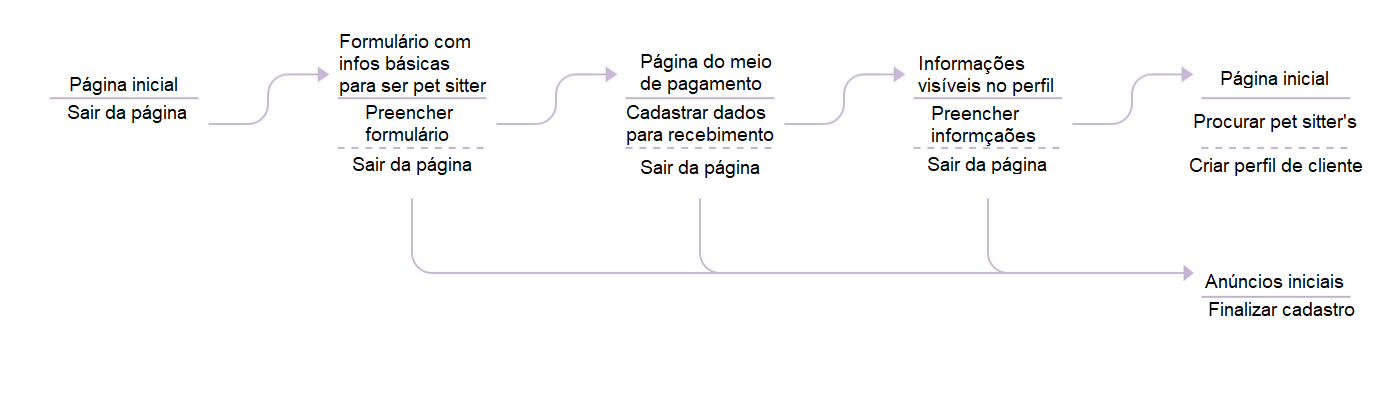 Página inicial
Sair da página
Formulário com
infos básicas
para ser pet sitter
Preencher
formulário
Sair da página
Página do meio
de pagamento
Cadastrar dados
para recebimento
Sair da página
Informações
visíveis no perfil
Preencher
informçaões
Sair da página
Página inicial
Procurar pet sitter's
Criar perfil de cliente
Anúncios iniciais
Finalizar cadastro